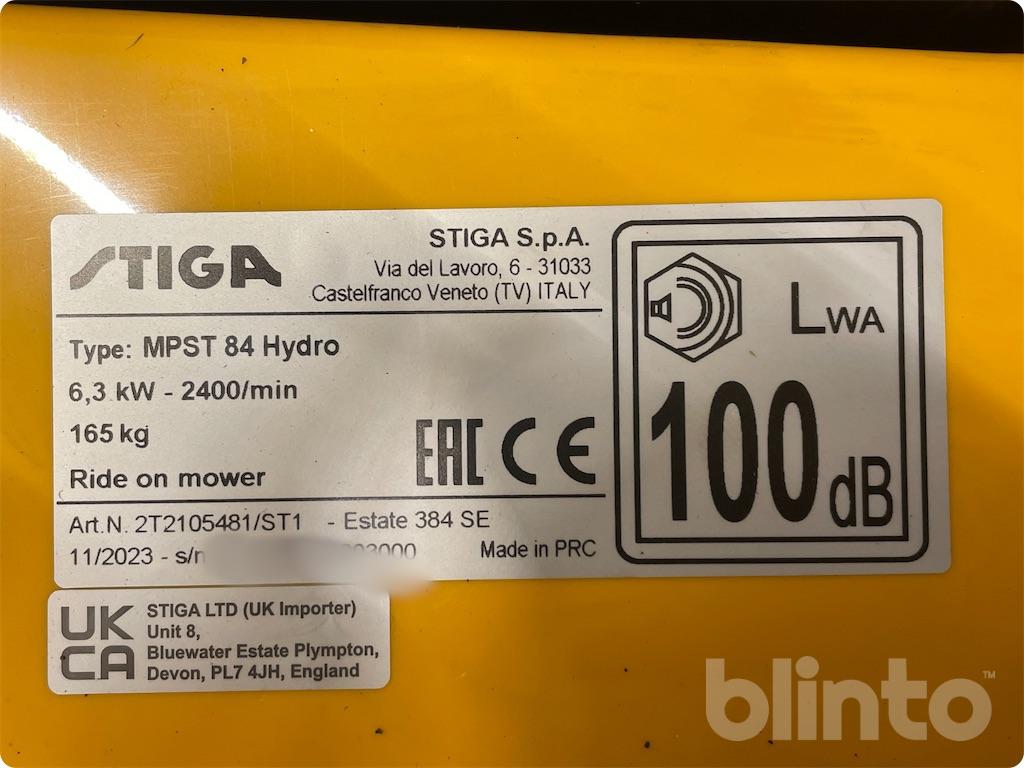 STIGA
STIGA S.p.A.
Via del Lavoro, 6 - 31033
Castelfranco Veneto (TV) ITALY
Type: MPST 84 Hydro
6,3 kW - 2400/min
165 kg
Ride on mower
EAC CE
Art.N. 2T2105481/ST1 - Estate 384 SE
11/2023 - s/n
Made in PRC
LWA
100 dB
UK
CA
STIGA LTD (UK Importer)
Unit 8,
Bluewater Estate Plympton,
Devon, PL7 4JH, England
blinto™